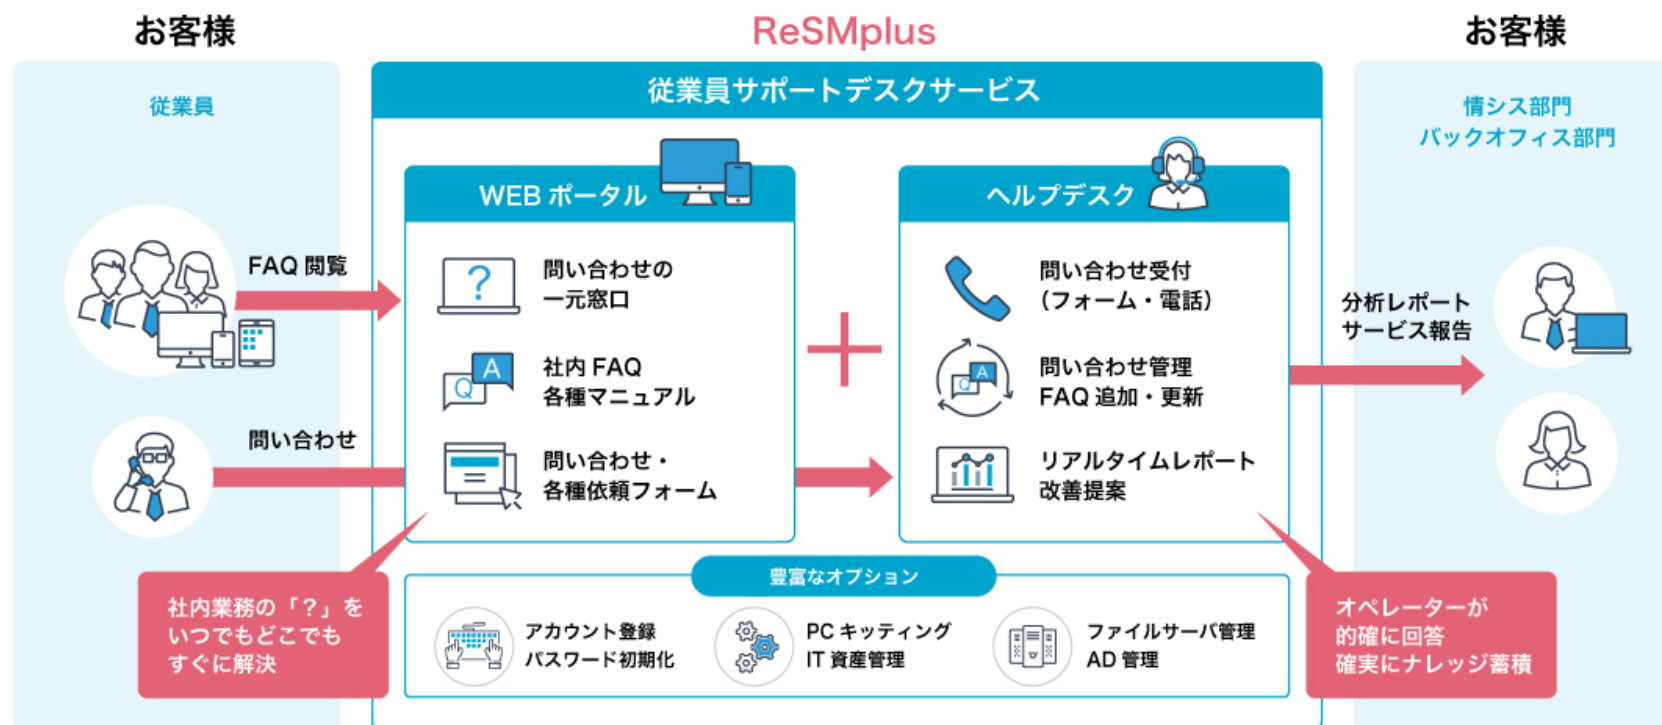 お客様
ReSMplus
お客様
従業員
従業員サポートデスクサービス
情シス部門
バックオフィス部門
WEB ポータル
ヘルプデスク
FAQ 閲覧
問い合わせ
?
問い合わせの
一元窓口
Q A
社内 FAQ
各種マニュアル
問い合わせ・
各種依頼フォーム
問い合わせ受付
(フォーム・電話)
Q A
問い合わせ管理
FAQ 追加・更新
リアルタイムレポート
改善提案
分析レポート
サービス報告
社内業務の「?」を
いつでもどこでも
すぐに解決
豊富なオプション
アカウント登録
パスワード初期化
PC キッティング
IT 資産管理
ファイルサーバ管理
AD 管理
オペレーターが
的確に回答
確実にナレッジ蓄積